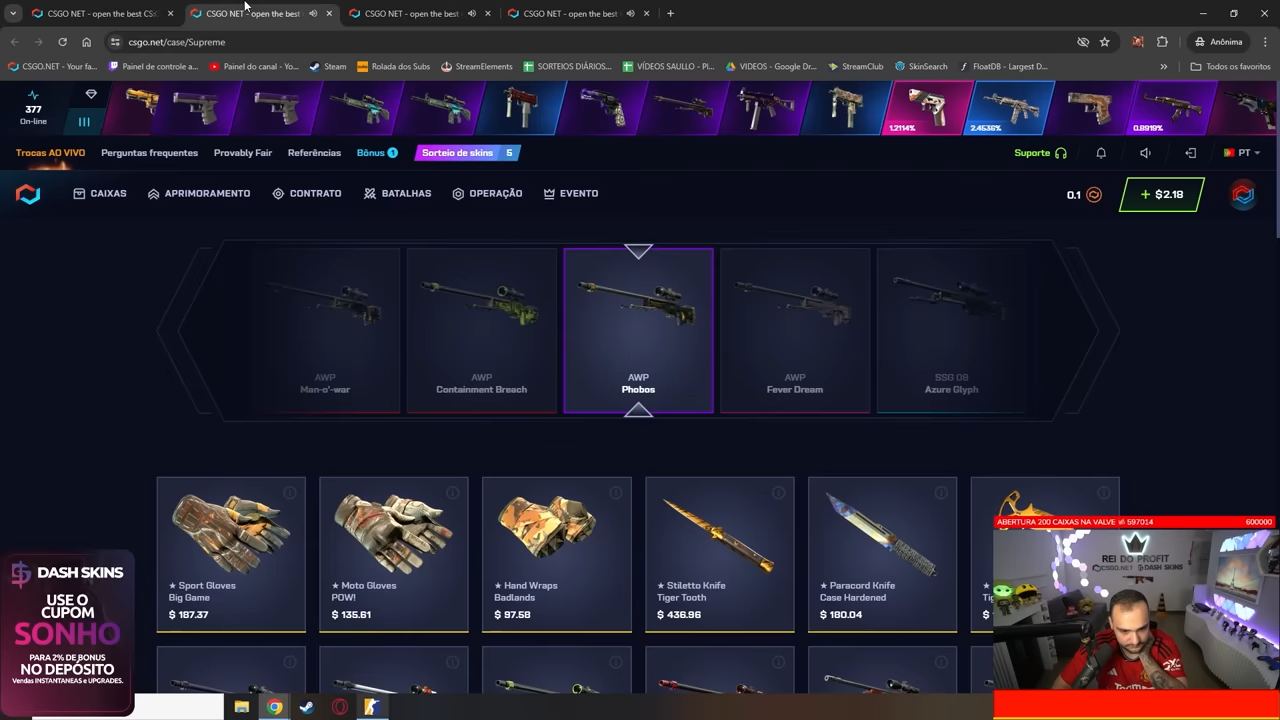 CSGO NET - open the best CSG
CSGO NET - open the best
CSGO NET - open the best
CSGO NET - open the best
csgo.net/case/Supreme
Anônima
CSGO.NET - Your fa...
Painel de controle a...
Painel do canal - Yo...
Steam
Rolada dos Subs
StreamElements
SORTEIOS DIÁRIOS...
VÍDEOS SAULLO - Pl...
VIDEOS - Google Dr...
StreamClub
SkinSearch
FloatDB - Largest D...
Todos os favoritos
377
On-line
1.2114%
2.4536%
0.8919%
Trocas AO VIVO
Perguntas frequentes
Provably Fair
Referências
Bônus 1
Sorteio de skins 5
Suporte
PT
CAIXAS
APRIMORAMENTO
CONTRATO
BATALHAS
OPERAÇÃO
EVENTO
0.1
+ $2.18
AWP
Man-o'-war
AWP
Containment Breach
AWP
Phobos
AWP
Fever Dream
SSG 08
Azure Glyph
★ Sport Gloves
Big Game
$ 187.37
★ Moto Gloves
POW!
$ 135.61
★ Hand Wraps
Badlands
$ 97.58
★ Stiletto Knife
Tiger Tooth
$ 436.96
★ Paracord Knife
Case Hardened
$ 180.04
ABERTURA 200 CAIXAS NA VALVE
597014
600000
REI DO PROFIT
CSGO.NET
DASH SKINS
DASH SKINS
USE O
CUPOM
SONHO
PARA 2% DE BONUS
NO DEPÓSITO
Vendas INSTANTANEAS e UPGRADES.